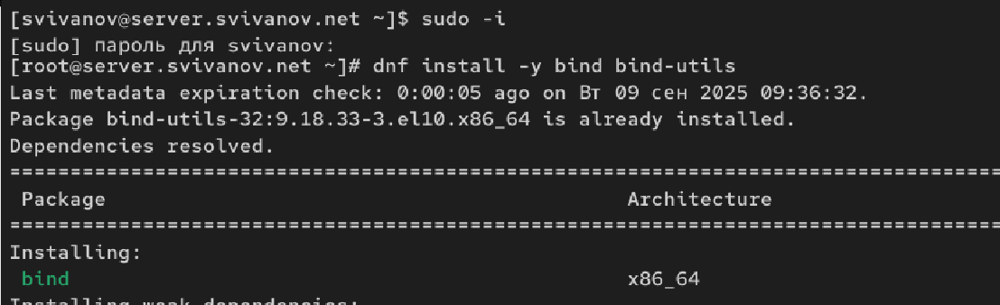 [svivanov@server.svivanov.net ~]$ sudo -i
[sudo] пароль для svivanov:
[root@server.svivanov.net ~]# dnf install -y bind bind-utils
Last metadata expiration check: 0:00:05 ago on Вт 09 сен 2025 09:36:32.
Package bind-utils-32:9.18.33-3.el10.x86_64 is already installed.
Dependencies resolved.
================================================================================
Package Architecture
================================================================================
Installing:
bind x86_64
Installing weak dependencies: